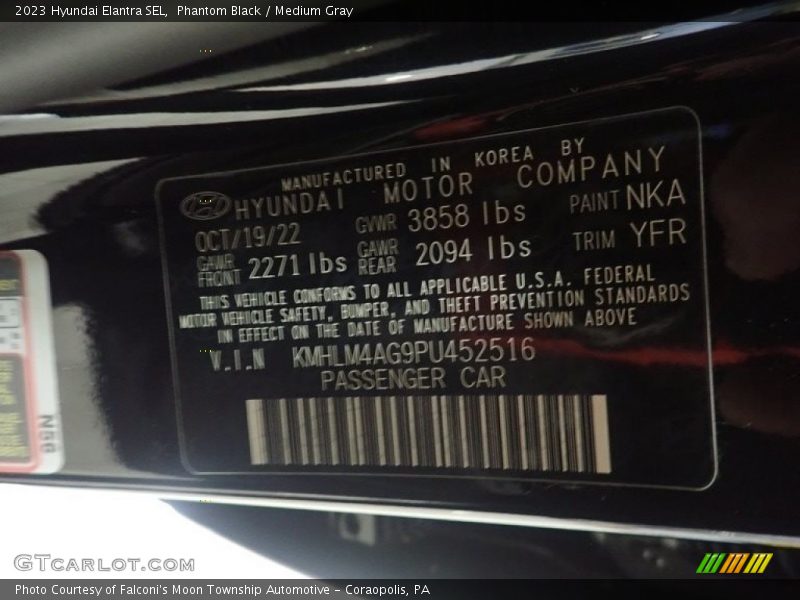 2023 Hyundai Elantra SEL, Phantom Black / Medium Gray
MANUFACTURED IN KOREA BY
HYUNDAI MOTOR COMPANY
OCT/19/22 GVWR 3858 lbs PAINT NKA
GAWR FRONT 2271 lbs GAWR REAR 2094 lbs TRIM YFR
THIS VEHICLE CONFORMS TO ALL APPLICABLE U.S.A. FEDERAL
MOTOR VEHICLE SAFETY, BUMPER, AND THEFT PREVENTION STANDARDS
IN EFFECT ON THE DATE OF MANUFACTURE SHOWN ABOVE
V.I.N KMHLM4AG9PU452516
PASSENGER CAR
N56
GTcarlot.com
Photo Courtesy of Falconi's Moon Township Automotive - Coraopolis, PA